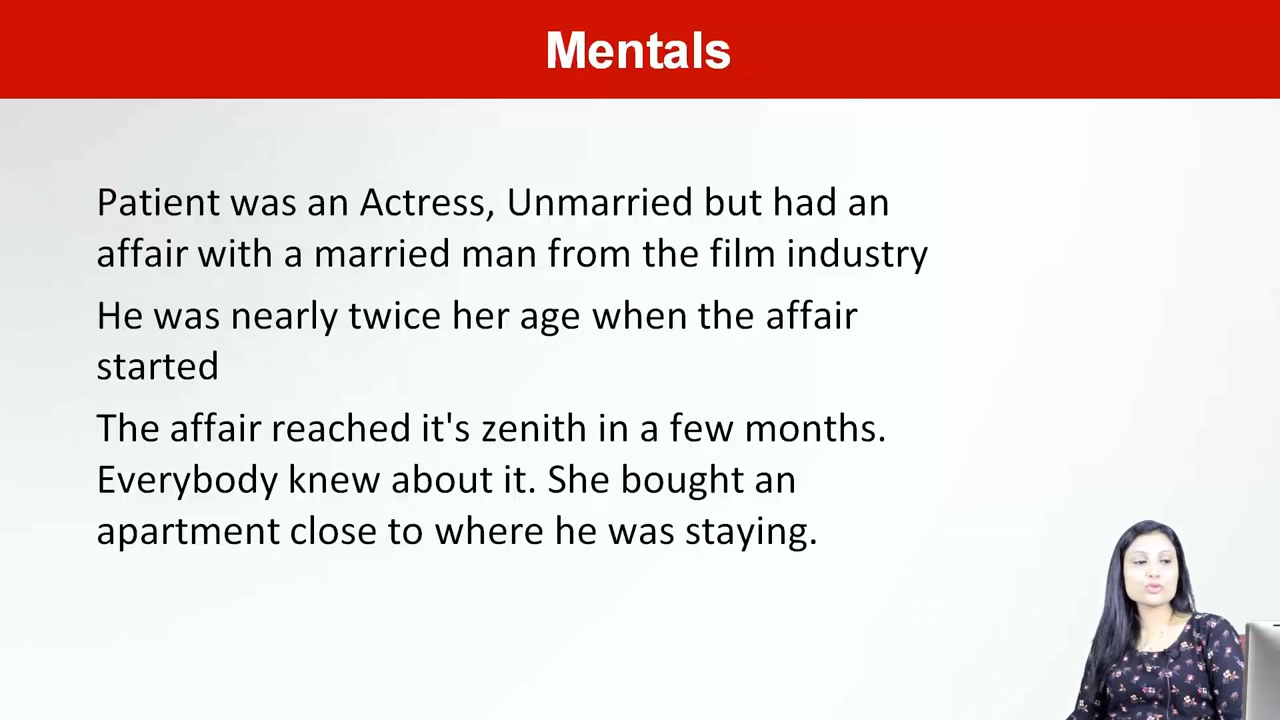 Mentals
Patient was an Actress, Unmarried but had an
affair with a married man from the film industry
He was nearly twice her age when the affair
started
The affair reached it's zenith in a few months.
Everybody knew about it. She bought an
apartment close to where he was staying.